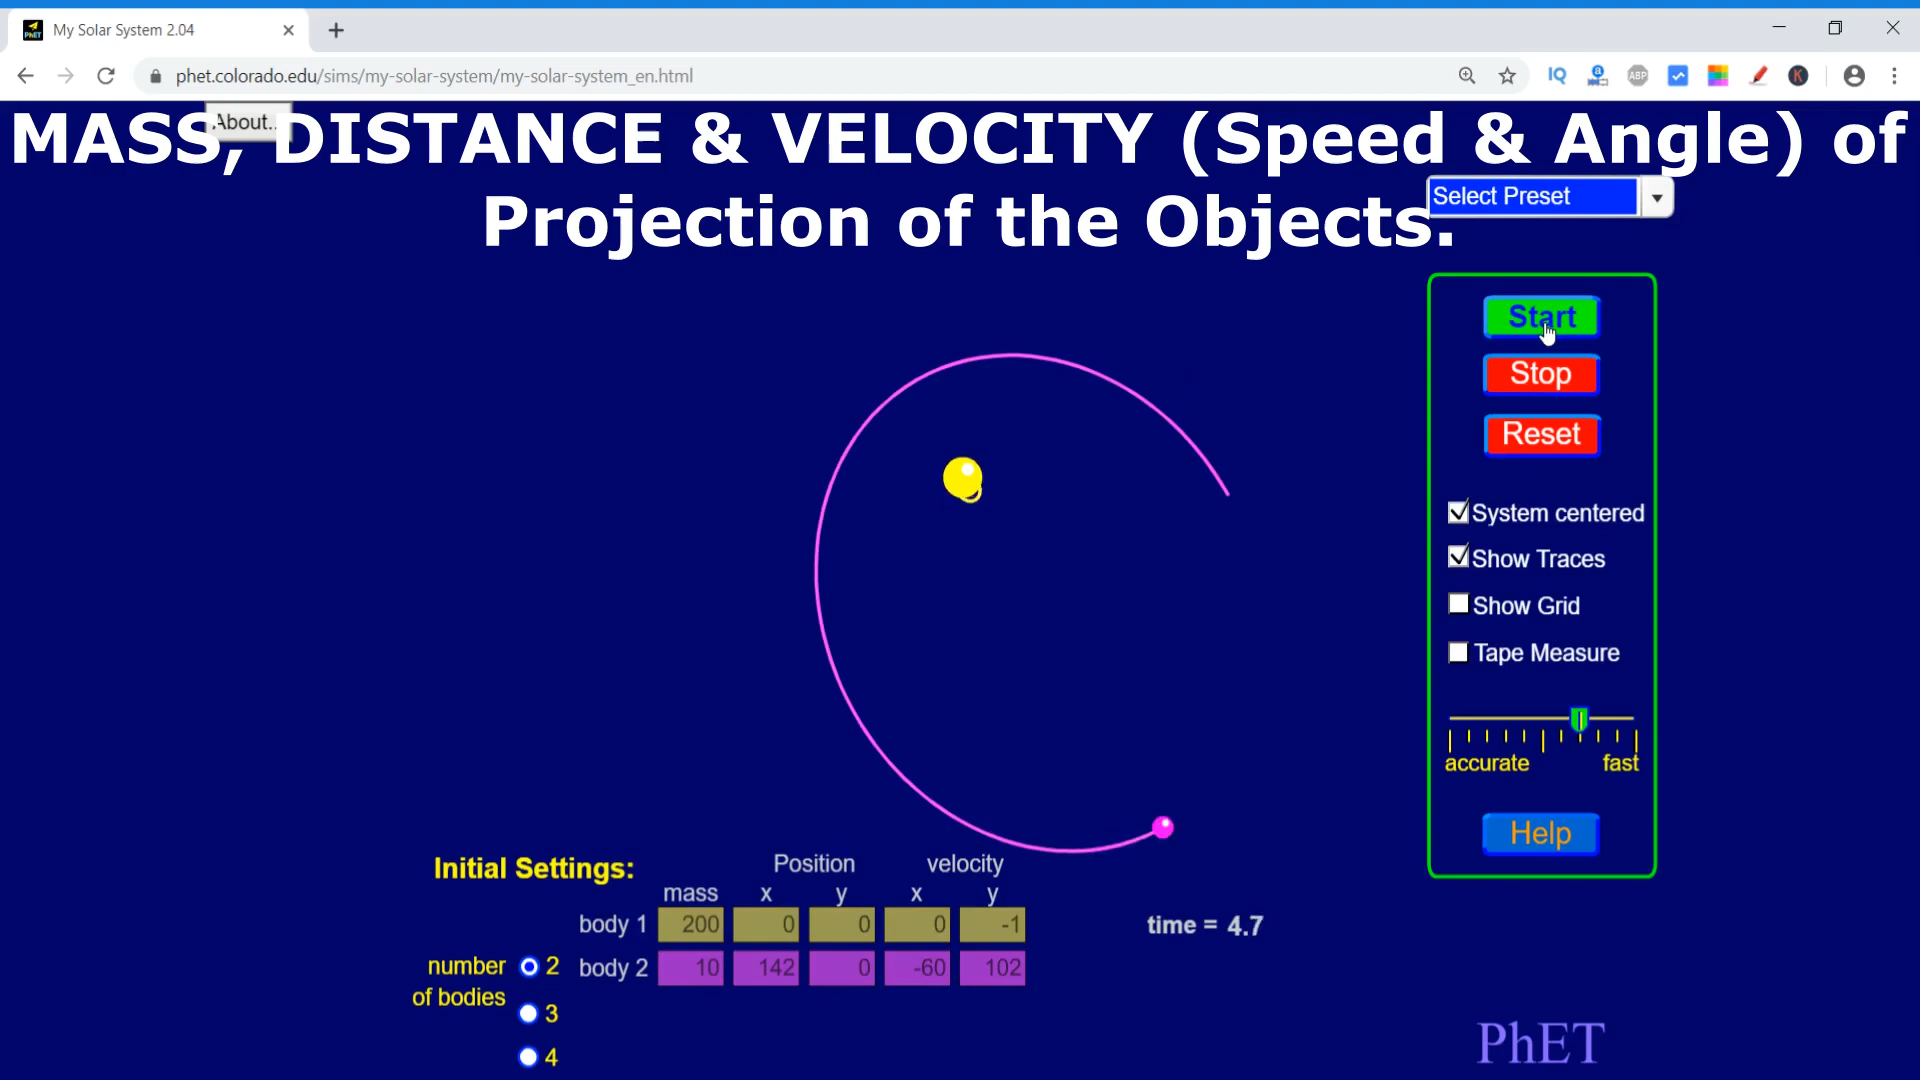 My Solar System 2.04
phet.colorado.edu/sims/my-solar-system/my-solar-system_en.html
IQ
ABP
K
About...
MASS, DISTANCE & VELOCITY (Speed & Angle) of
Projection of the Objects.
Select Preset
Start
Stop
Reset
System centered
Show Traces
Show Grid
Tape Measure
accurate fast
Help
Initial Settings:
Position velocity
mass x y x y
body 1 200 0 0 0 -1
body 2 10 142 0 -60 102
time = 4.7
number
of bodies
2
3
4
PhET